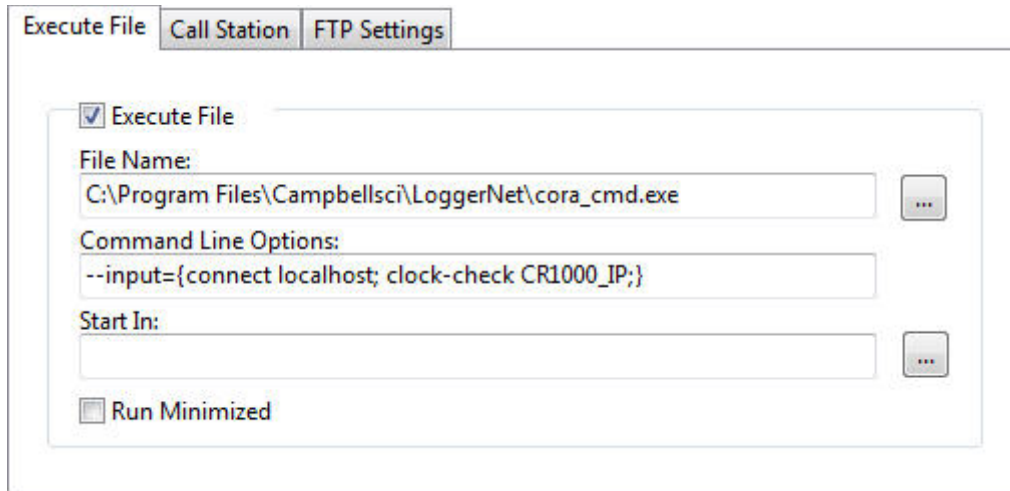 Execute File Call Station FTP Settings
Execute File
File Name:
C:\Program Files\Campbellsci\LoggerNet\cora_cmd.exe
...
Command Line Options:
--input={connect localhost; clock-check CR1000_IP;}
Start In:
...
Run Minimized